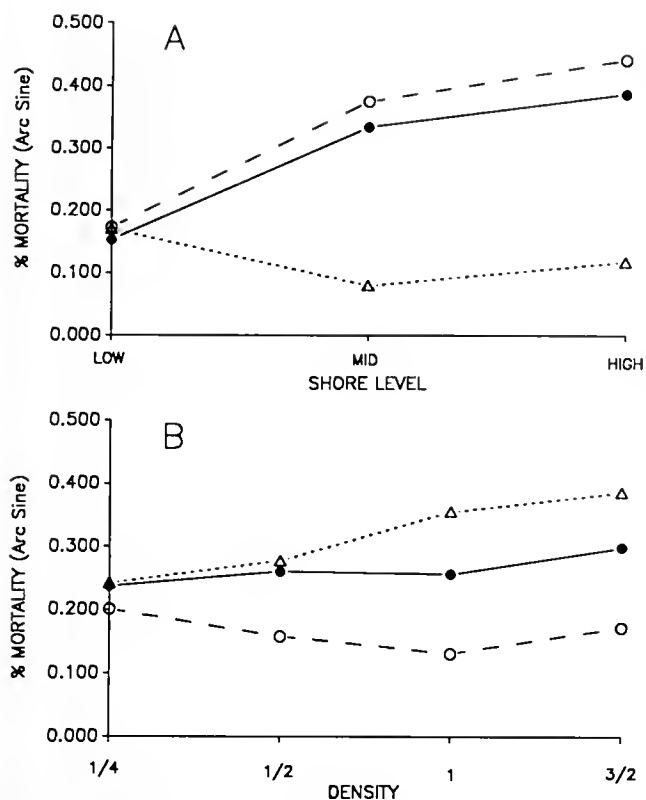 A
% MORTALITY (Arc Sine)
0.500
0.400
0.300
0.200
0.100
0.000
LOW MID HIGH
SHORE LEVEL
B
% MORTALITY (Arc Sine)
0.500
0.400
0.300
0.200
0.100
0.000
1/4 1/2 1 3/2
DENSITY